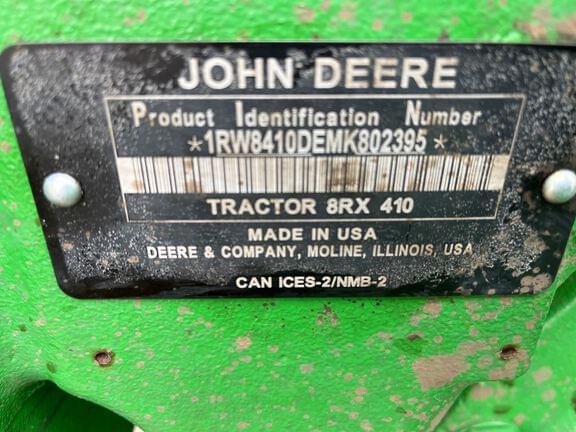 JOHN DEERE
Product Identification Number
*1RW8410DEMK802395*
TRACTOR 8RX 410
MADE IN USA
DEERE & COMPANY, MOLINE, ILLINOIS, USA
CAN ICES-2/NMB-2